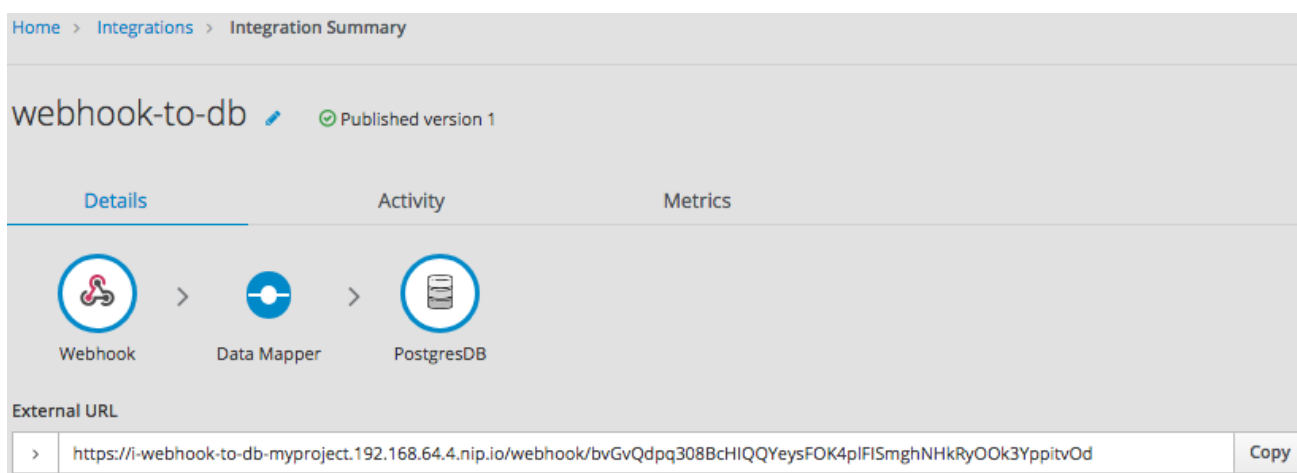 Home > Integrations > Integration Summary
webhook-to-db
Published version 1
Details Activity Metrics
> >
Webhook Data Mapper PostgresDB
External URL
> https://i-webhook-to-db-myproject.192.168.64.4.nip.io/webhook/bvGvQdpq308BcHIQQYeysFOK4plFISmghNHkRyOOk3YppitvOd Copy